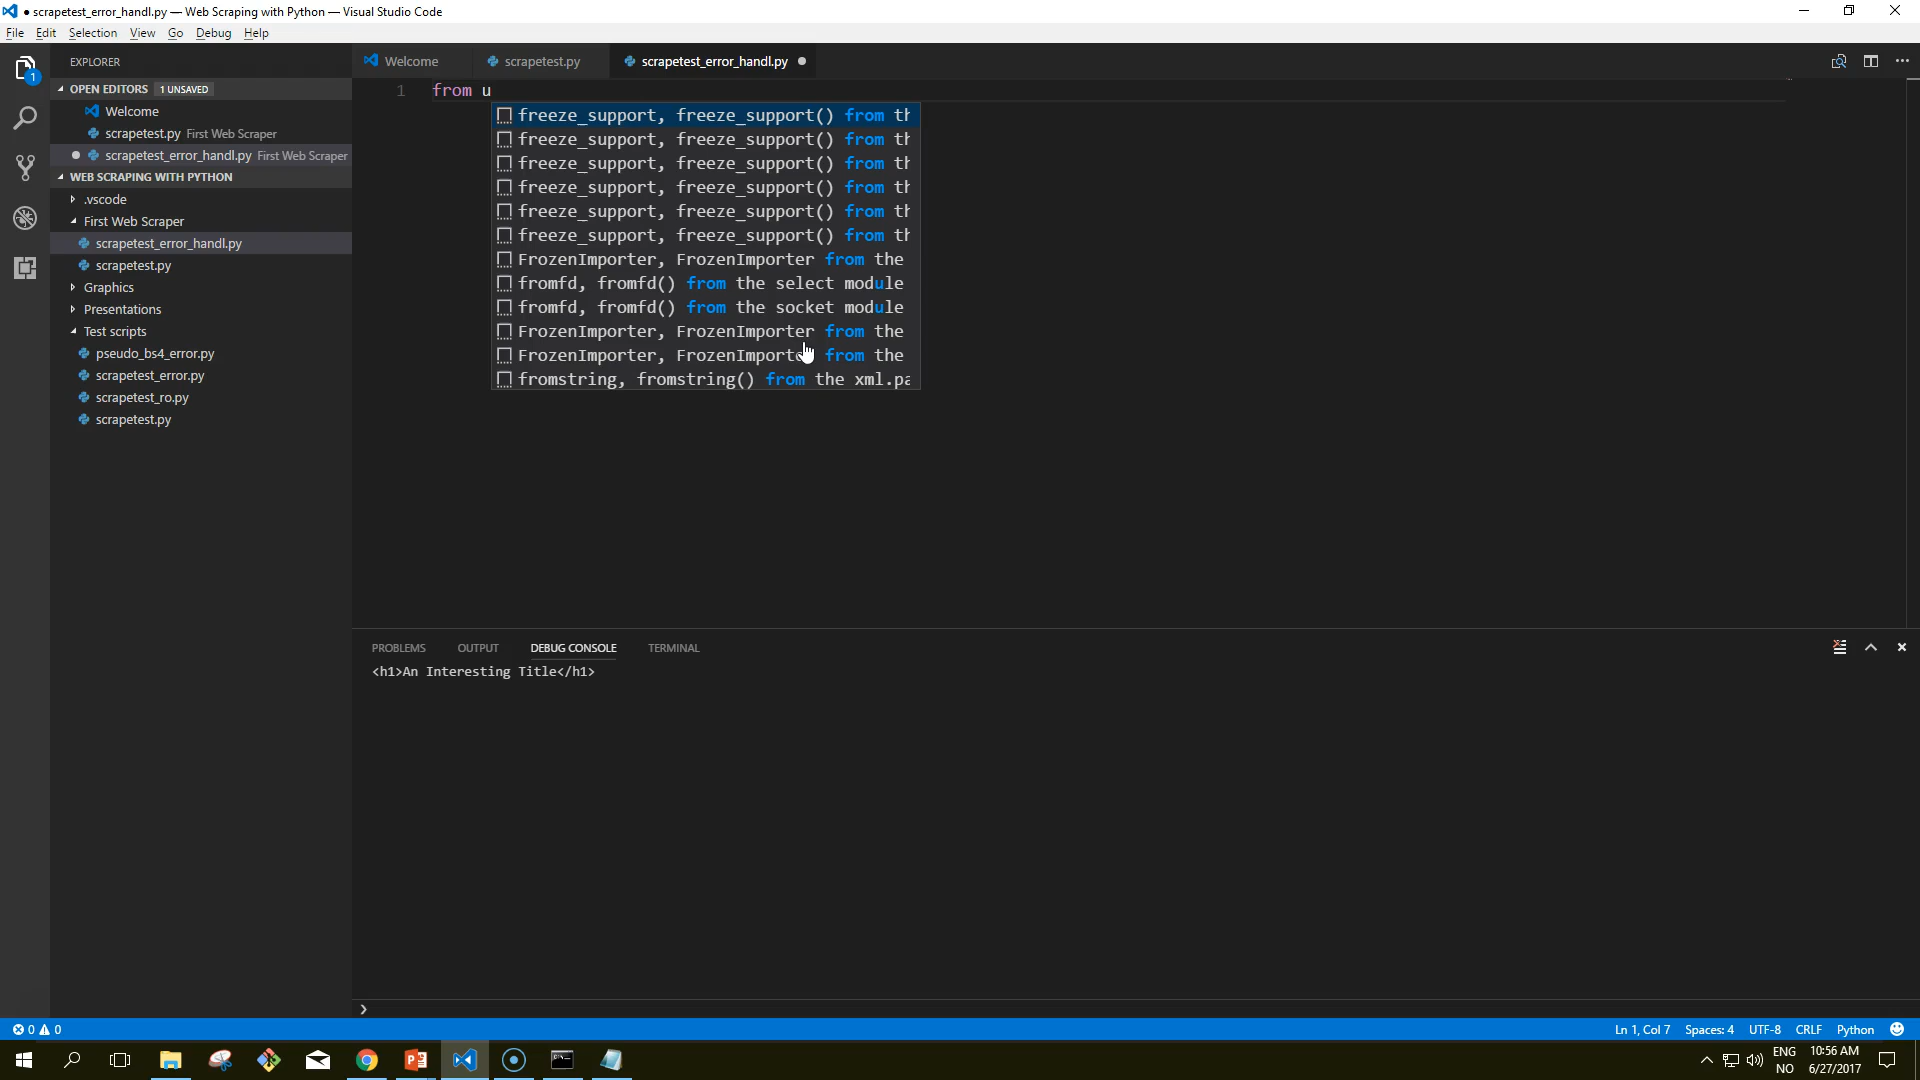 ● scrapetest_error_handl.py — Web Scraping with Python — Visual Studio Code
File Edit Selection View Go Debug Help
EXPLORER
1
OPEN EDITORS 1 UNSAVED
Welcome
scrapetest.py First Web Scraper
● scrapetest_error_handl.py First Web Scraper
WEB SCRAPING WITH PYTHON
.vscode
First Web Scraper
scrapetest_error_handl.py
scrapetest.py
Graphics
Presentations
Test scripts
pseudo_bs4_error.py
scrapetest_error.py
scrapetest_ro.py
scrapetest.py
Welcome scrapetest.py scrapetest_error_handl.py ●
1 from u
freeze_support, freeze_support() from th
freeze_support, freeze_support() from th
freeze_support, freeze_support() from th
freeze_support, freeze_support() from th
freeze_support, freeze_support() from th
freeze_support, freeze_support() from th
FrozenImporter, FrozenImporter from the
fromfd, fromfd() from the select module
fromfd, fromfd() from the socket module
FrozenImporter, FrozenImporter from the
FrozenImporter, FrozenImporter from the
fromstring, fromstring() from the xml.pa
PROBLEMS OUTPUT DEBUG CONSOLE TERMINAL
<h1>An Interesting Title</h1>
0 0
Ln 1, Col 7 Spaces: 4 UTF-8 CRLF Python
ENG 10:56 AM
NO 6/27/2017